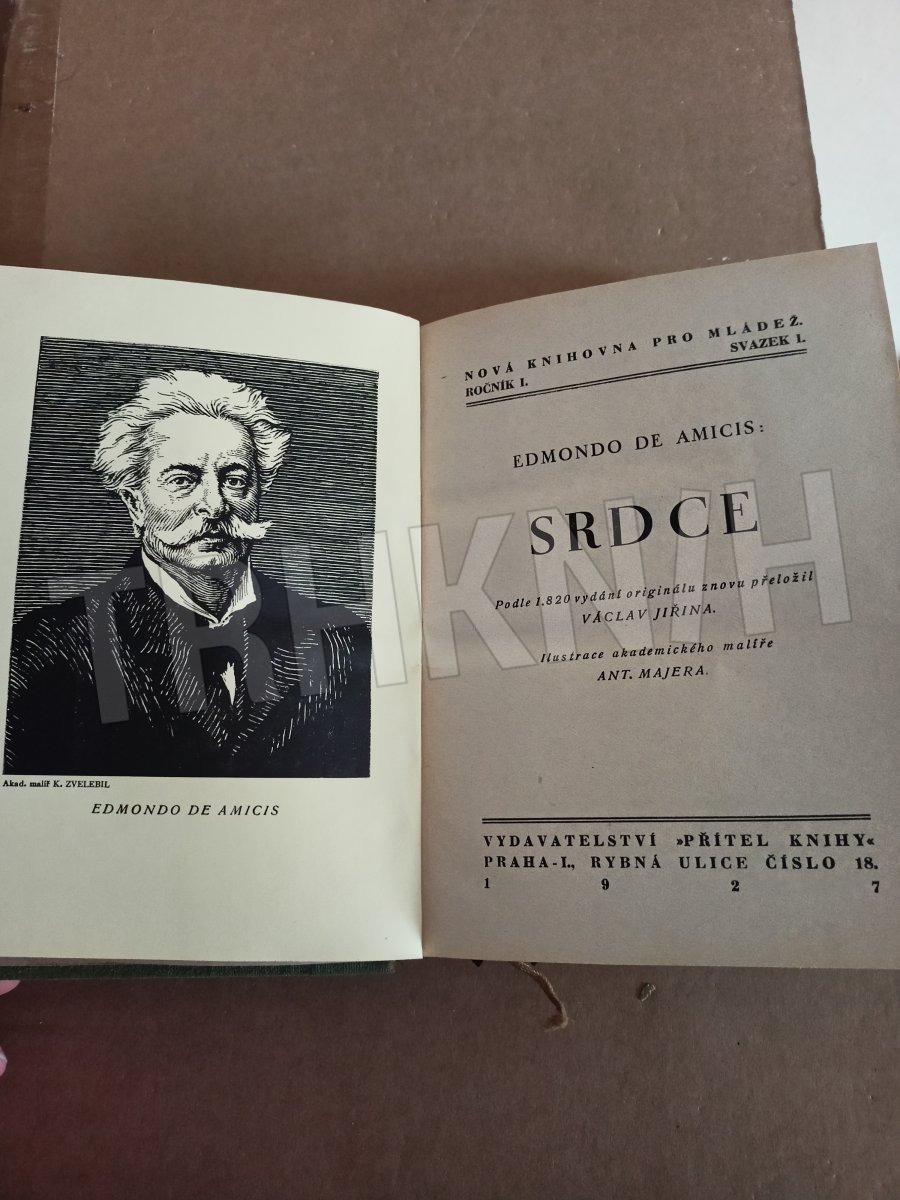 Akad. malíř K. ZVELEBIL
EDMONDO DE AMICIS
NOVÁ KNIHOVNA PRO MLÁDEŽ.
ROČNÍK I. SVAZEK 1.
EDMONDO DE AMICIS:
SRDCE
Podle 1.820 vydání originálu znovu přeložil
VÁCLAV JIŘINA.
Ilustrace akademického malíře
ANT. MAJERA.
VYDAVATELSTVÍ »PŘÍTEL KNIHY«
PRAHA-I., RYBNÁ ULICE ČÍSLO 18.
1 9 2 7
TRHKNIH